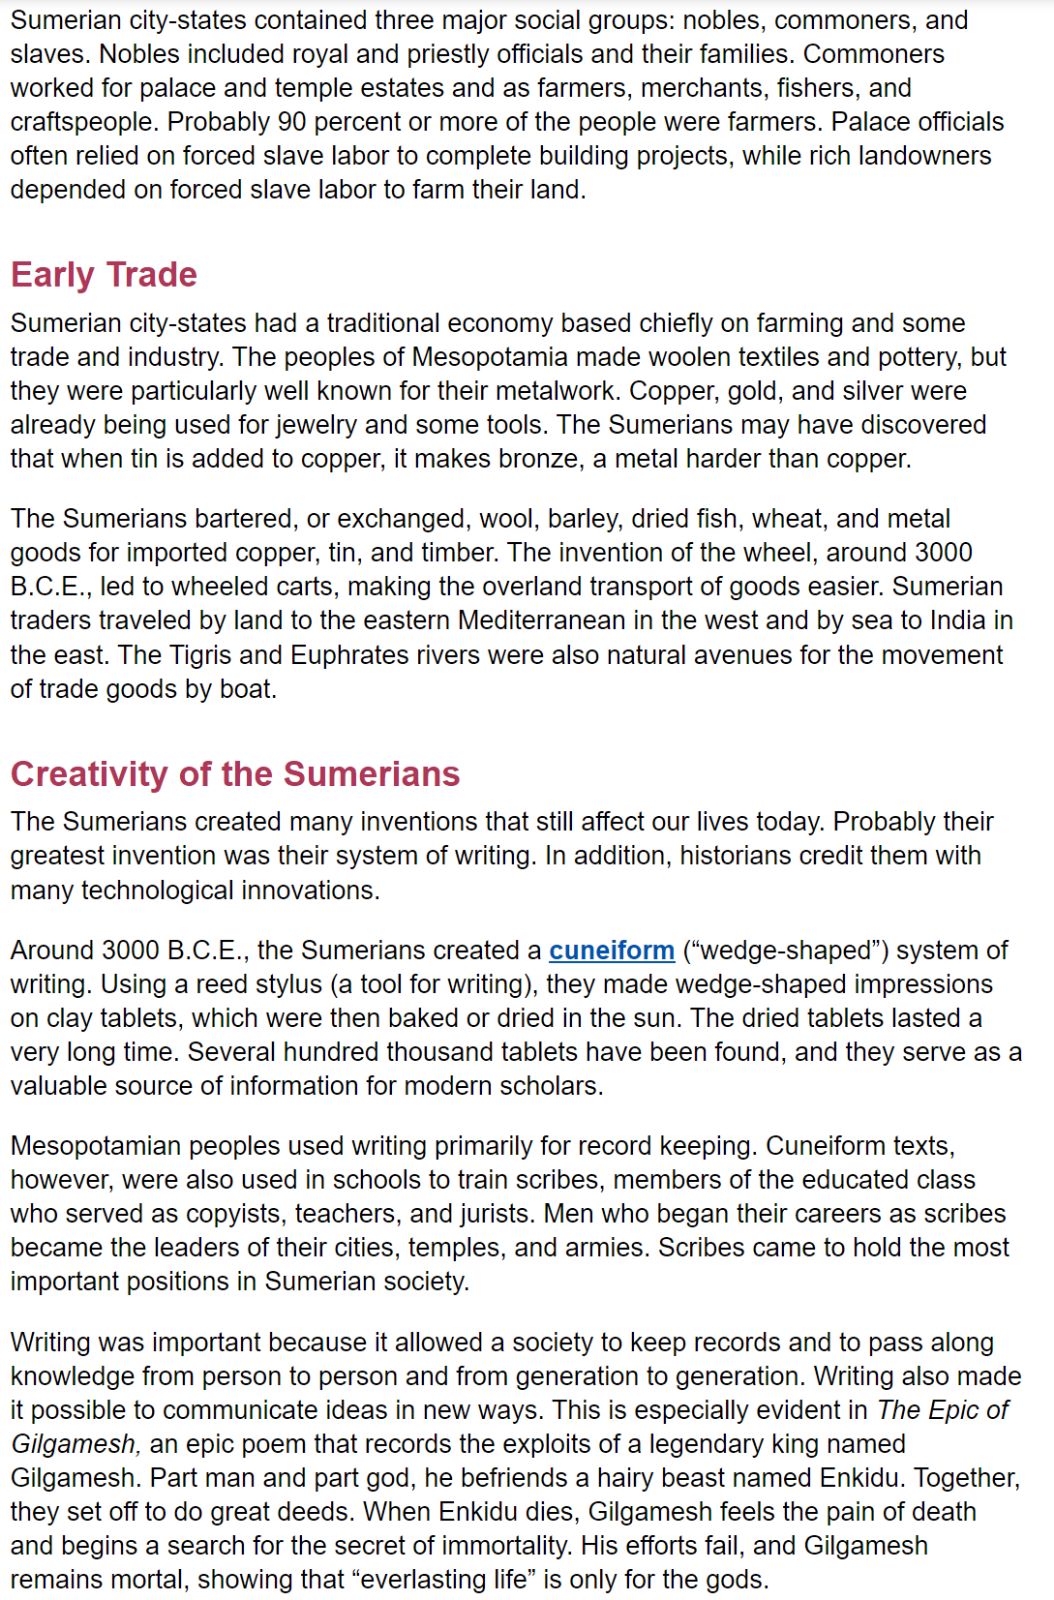 Sumerian city-states contained three major social groups: nobles, commoners, and
slaves. Nobles included royal and priestly officials and their families. Commoners
worked for palace and temple estates and as farmers, merchants, fishers, and
craftspeople. Probably 90 percent or more of the people were farmers. Palace officials
often relied on forced slave labor to complete building projects, while rich landowners
depended on forced slave labor to farm their land.
Early Trade
Sumerian city-states had a traditional economy based chiefly on farming and some
trade and industry. The peoples of Mesopotamia made woolen textiles and pottery, but
they were particularly well known for their metalwork. Copper, gold, and silver were
already being used for jewelry and some tools. The Sumerians may have discovered
that when tin is added to copper, it makes bronze, a metal harder than copper.
The Sumerians bartered, or exchanged, wool, barley, dried fish, wheat, and metal
goods for imported copper, tin, and timber. The invention of the wheel, around 3000
B.C.E., led to wheeled carts, making the overland transport of goods easier. Sumerian
traders traveled by land to the eastern Mediterranean in the west and by sea to India in
the east. The Tigris and Euphrates rivers were also natural avenues for the movement
of trade goods by boat.
Creativity of the Sumerians
The Sumerians created many inventions that still affect our lives today. Probably their
greatest invention was their system of writing. In addition, historians credit them with
many technological innovations.
Around 3000 B.C.E., the Sumerians created a cuneiform (“wedge-shaped”) system of
writing. Using a reed stylus (a tool for writing), they made wedge-shaped impressions
on clay tablets, which were then baked or dried in the sun. The dried tablets lasted a
very long time. Several hundred thousand tablets have been found, and they serve as a
valuable source of information for modern scholars.
Mesopotamian peoples used writing primarily for record keeping. Cuneiform texts,
however, were also used in schools to train scribes, members of the educated class
who served as copyists, teachers, and jurists. Men who began their careers as scribes
became the leaders of their cities, temples, and armies. Scribes came to hold the most
important positions in Sumerian society.
Writing was important because it allowed a society to keep records and to pass along
knowledge from person to person and from generation to generation. Writing also made
it possible to communicate ideas in new ways. This is especially evident in The Epic of
Gilgamesh, an epic poem that records the exploits of a legendary king named
Gilgamesh. Part man and part god, he befriends a hairy beast named Enkidu. Together,
they set off to do great deeds. When Enkidu dies, Gilgamesh feels the pain of death
and begins a search for the secret of immortality. His efforts fail, and Gilgamesh
remains mortal, showing that “everlasting life” is only for the gods.